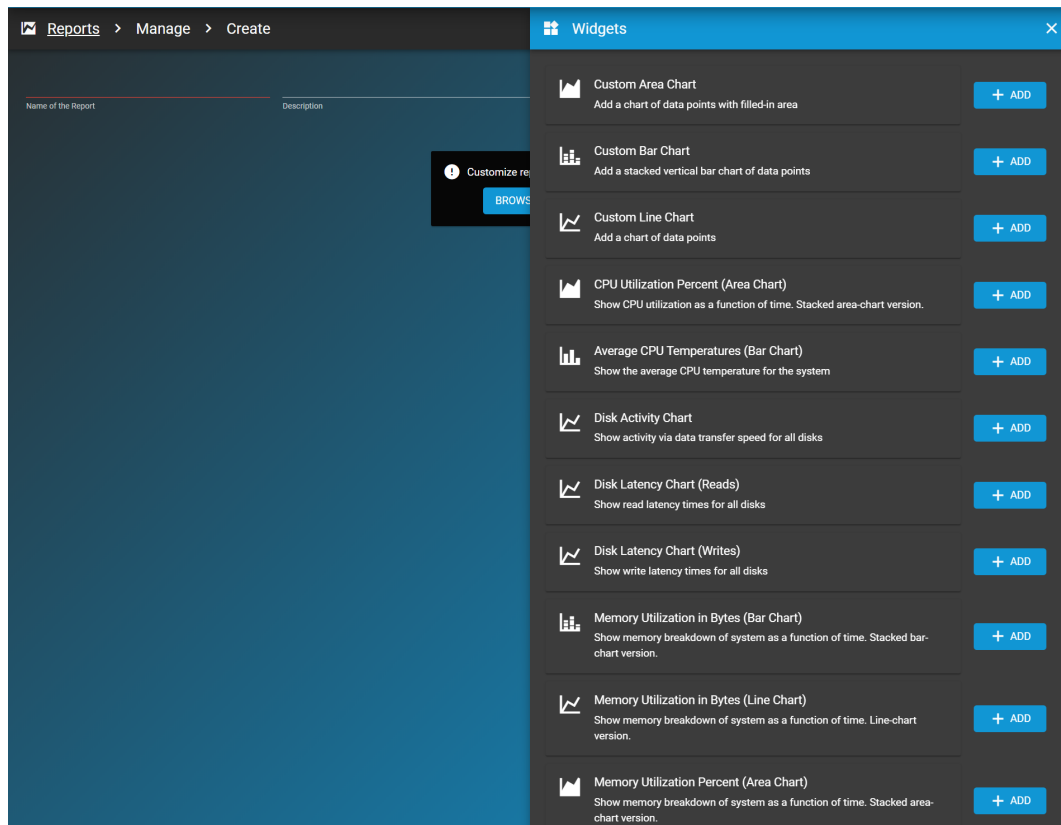 Reports > Manage > Create
Name of the Report
Description
Customize re
BROWS
Widgets
Custom Area Chart
Add a chart of data points with filled-in area
+ ADD
Custom Bar Chart
Add a stacked vertical bar chart of data points
+ ADD
Custom Line Chart
Add a chart of data points
+ ADD
CPU Utilization Percent (Area Chart)
Show CPU utilization as a function of time. Stacked area-chart version.
+ ADD
Average CPU Temperatures (Bar Chart)
Show the average CPU temperature for the system
+ ADD
Disk Activity Chart
Show activity via data transfer speed for all disks
+ ADD
Disk Latency Chart (Reads)
Show read latency times for all disks
+ ADD
Disk Latency Chart (Writes)
Show write latency times for all disks
+ ADD
Memory Utilization in Bytes (Bar Chart)
Show memory breakdown of system as a function of time. Stacked bar-
chart version.
+ ADD
Memory Utilization in Bytes (Line Chart)
Show memory breakdown of system as a function of time. Line-chart
version.
+ ADD
Memory Utilization Percent (Area Chart)
Show memory breakdown of system as a function of time. Stacked area-
chart version.
+ ADD